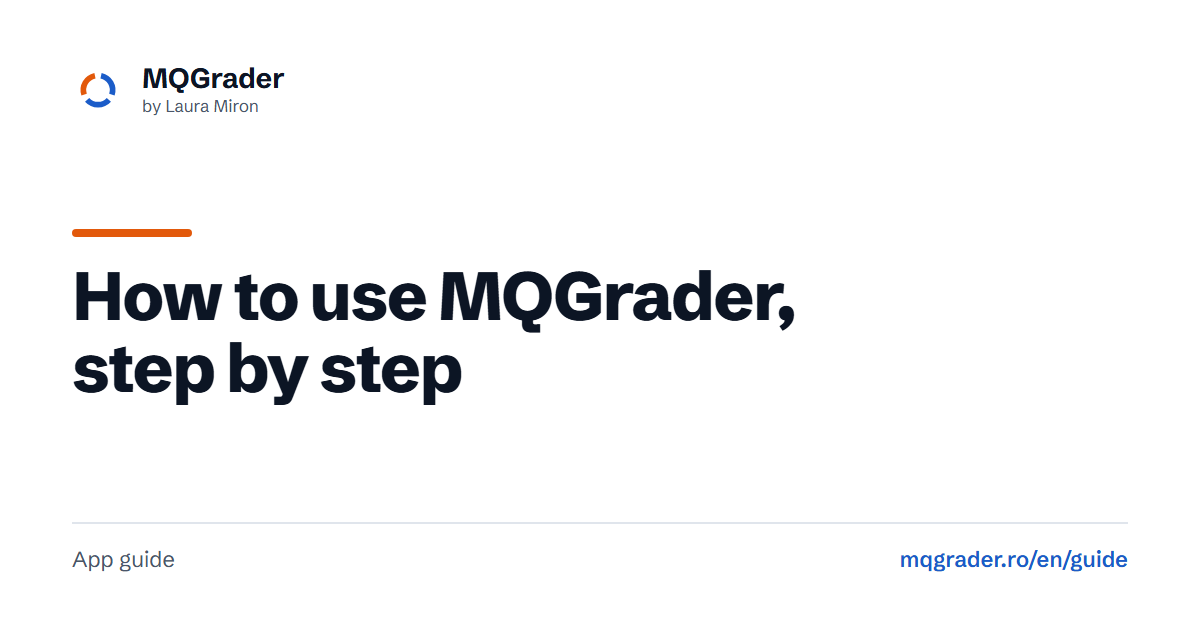 MQGrader
by Laura Miron
How to use MQGrader,
step by step
App guide
mqgrader.ro/en/guide